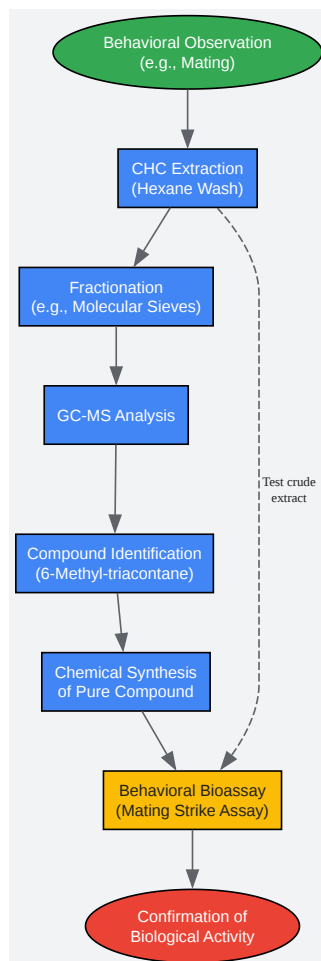 Behavioral Observation
(e.g., Mating)
CHC Extraction
(Hexane Wash)
Fractionation
(e.g., Molecular Sieves)
GC-MS Analysis
Test crude
extract
Compound Identification
(6-Methyl-triacontane)
Chemical Synthesis
of Pure Compound
Behavioral Bioassay
(Mating Strike Assay)
Confirmation of
Biological Activity